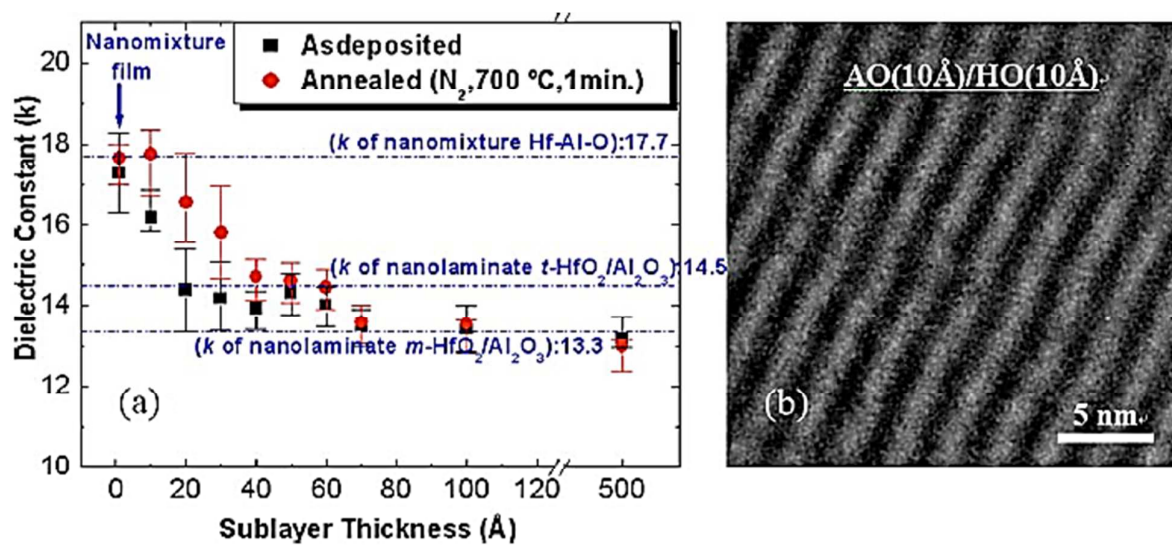 Nanomixture
film
Asdeposited
Annealed (N₂,700 ºC,1min.)
(k of nanomixture Hf-Al-O):17.7
(k of nanolaminate t-HfO₂/Al₂O₃):14.5
(k of nanolaminate m-HfO₂/Al₂O₃):13.3
Dielectric Constant (k)
20
18
16
14
12
10
0 20 40 60 80 100 120 500
Sublayer Thickness (Å)
(a)
AO(10Å)/HO(10Å)
(b)
5 nm